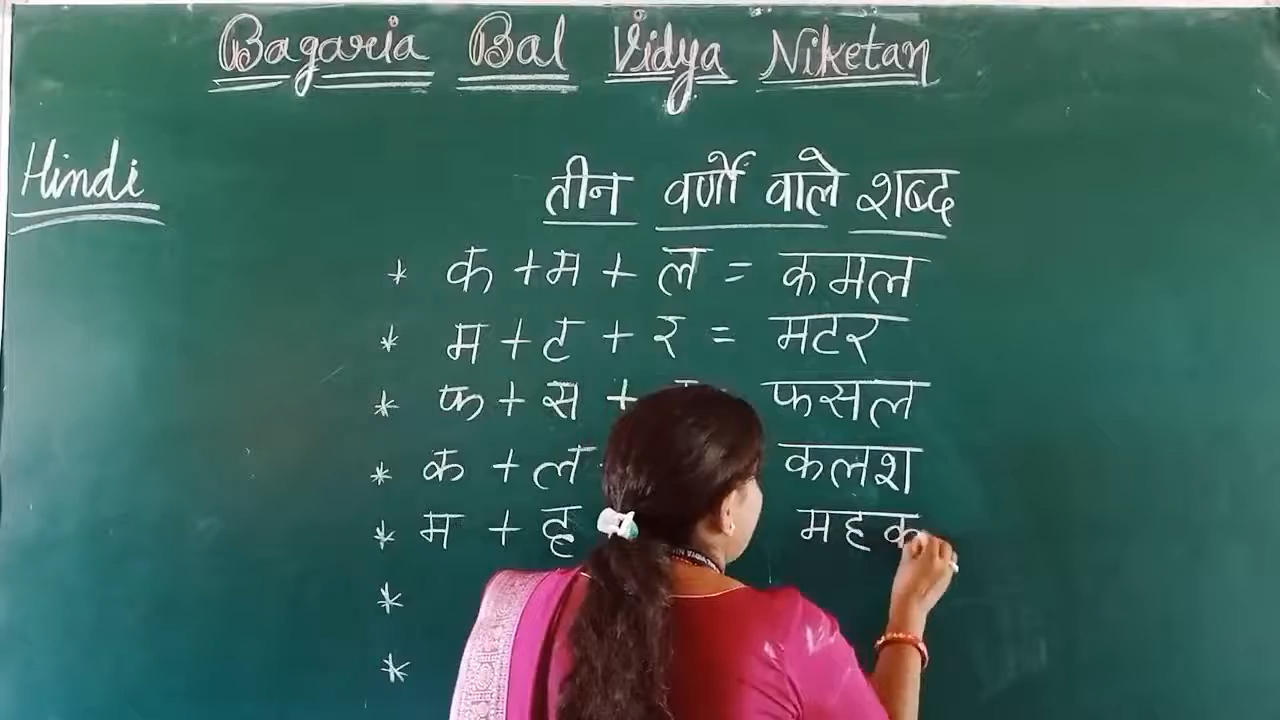 Bagaria Bal Vidya Niketan
Hindi
तीन वर्णों वाले शब्द
* क + म + ल = कमल
* म + ट + र = मटर
* फ + स + फसल
* क + ल कलश
* म + ह महक
*
*